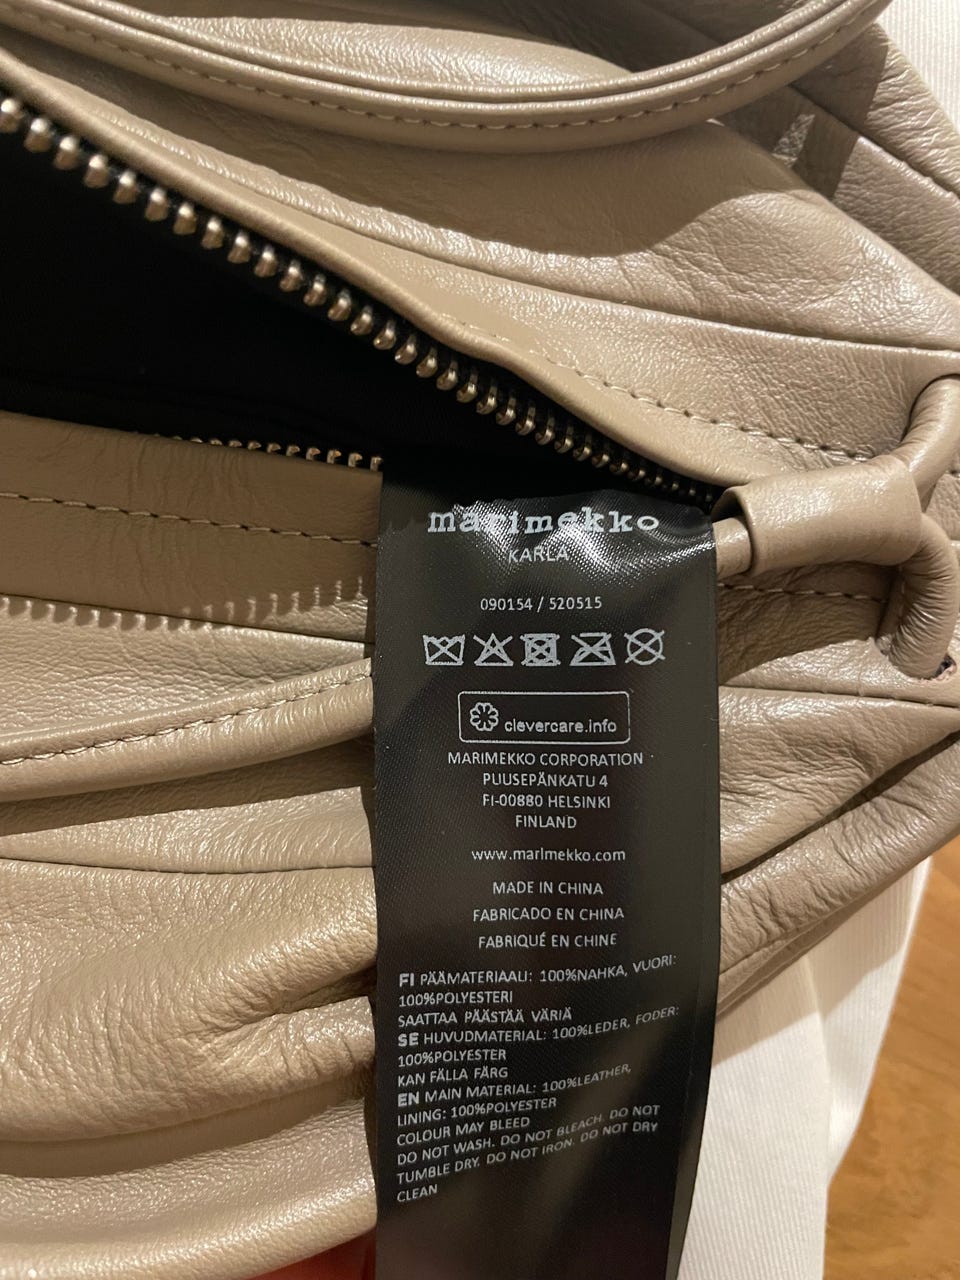 marimekko
KARLA
090154 / 520515
clevercare.info
MARIMEKKO CORPORATION
PUUSEPÄNKATU 4
FI-00880 HELSINKI
FINLAND
www.marimekko.com
MADE IN CHINA
FABRICADO EN CHINA
FABRIQUÉ EN CHINE
FI PÄÄMATERIAALI: 100%NAHKA, VUORI:
100%POLYESTERI
SAATTAA PÄÄSTÄÄ VÄRIÄ
SE HUVUDMATERIAL: 100%LEDER, FODER:
100%POLYESTER
KAN FÄLLA FÄRG
EN MAIN MATERIAL: 100%LEATHER,
LINING: 100%POLYESTER
COLOUR MAY BLEED
DO NOT WASH. DO NOT BLEACH. DO NOT
TUMBLE DRY. DO NOT IRON. DO NOT DRY
CLEAN